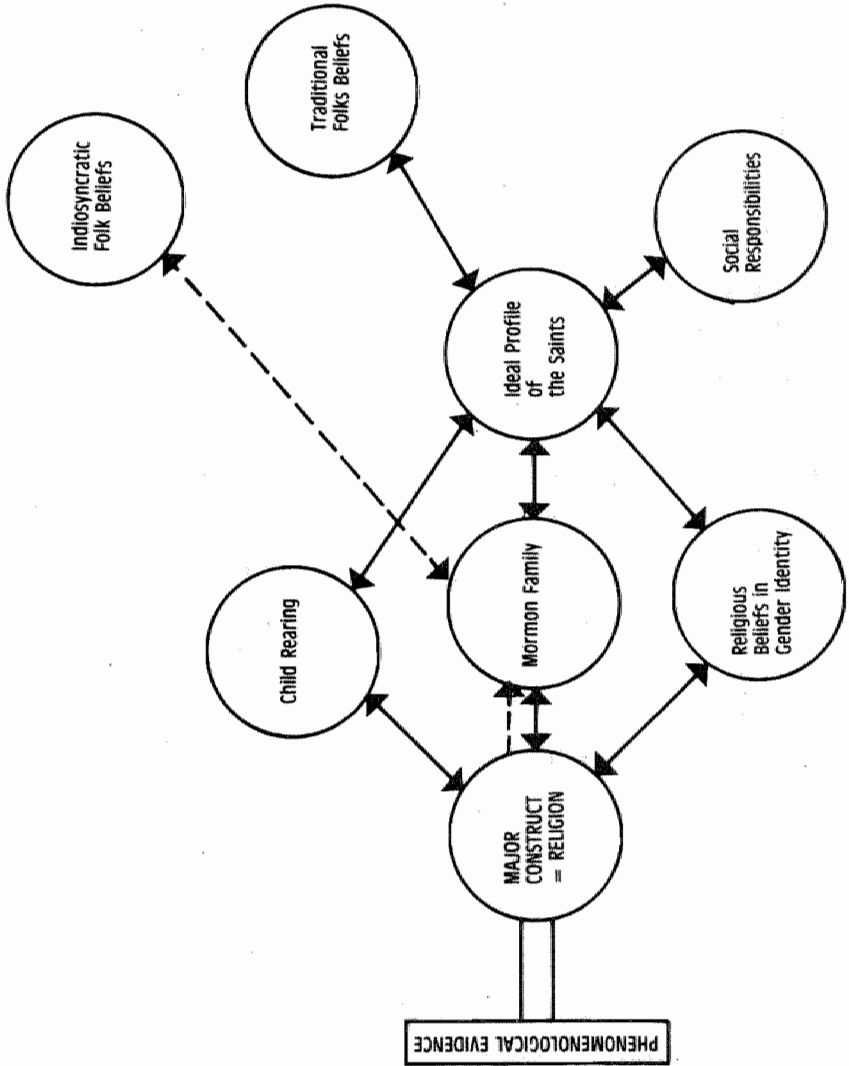 Indiosyncratic
Folk Beliefs
Traditional
Folks Beliefs
Child Rearing
Ideal Profile
of
the Saints
Social
Responsibilities
Mormon Family
MAJOR
CONSTRUCT
= RELIGION
Religious
Beliefs in
Gender Identity
PHENOMENOLOGICAL EVIDENCE